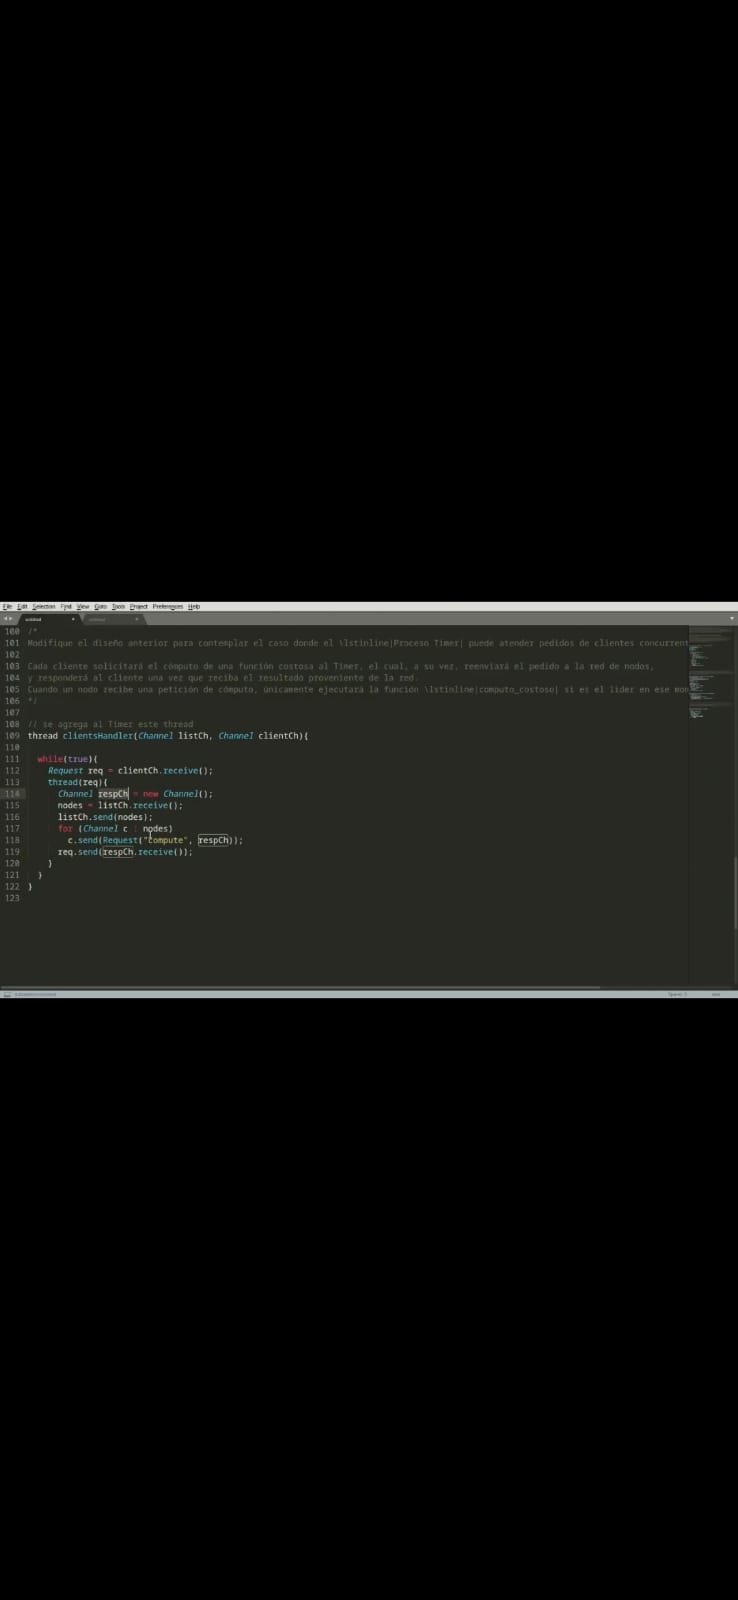 File Edit Selection Find View Goto Tools Project Preferences Help
untitled
untitled
100 /*
101 Modifique el diseño anterior para contemplar el caso donde el \lstinline|Proceso Timer| puede atender pedidos de clientes concurrent
102
103 Cada cliente solicitará el cómputo de una función costosa al Timer, el cual, a su vez, reenviará el pedido a la red de nodos,
104 y responderá al cliente una vez que reciba el resultado proveniente de la red.
105 Cuando un nodo recibe una petición de cómputo, únicamente ejecutará la función \lstinline|computo_costoso| si es el lider en ese mom
106 */
107
108 // se agrega al Timer este thread
109 thread clientsHandler(Channel listCh, Channel clientCh){
110
111 while(true){
112 Request req = clientCh.receive();
113 thread(req){
114 Channel respCh = new Channel();
115 nodes = listCh.receive();
116 listCh.send(nodes);
117 for (Channel c : nodes)
118 c.send(Request("compute", respCh));
119 req.send(respCh.receive());
120 }
121 }
122 }
123